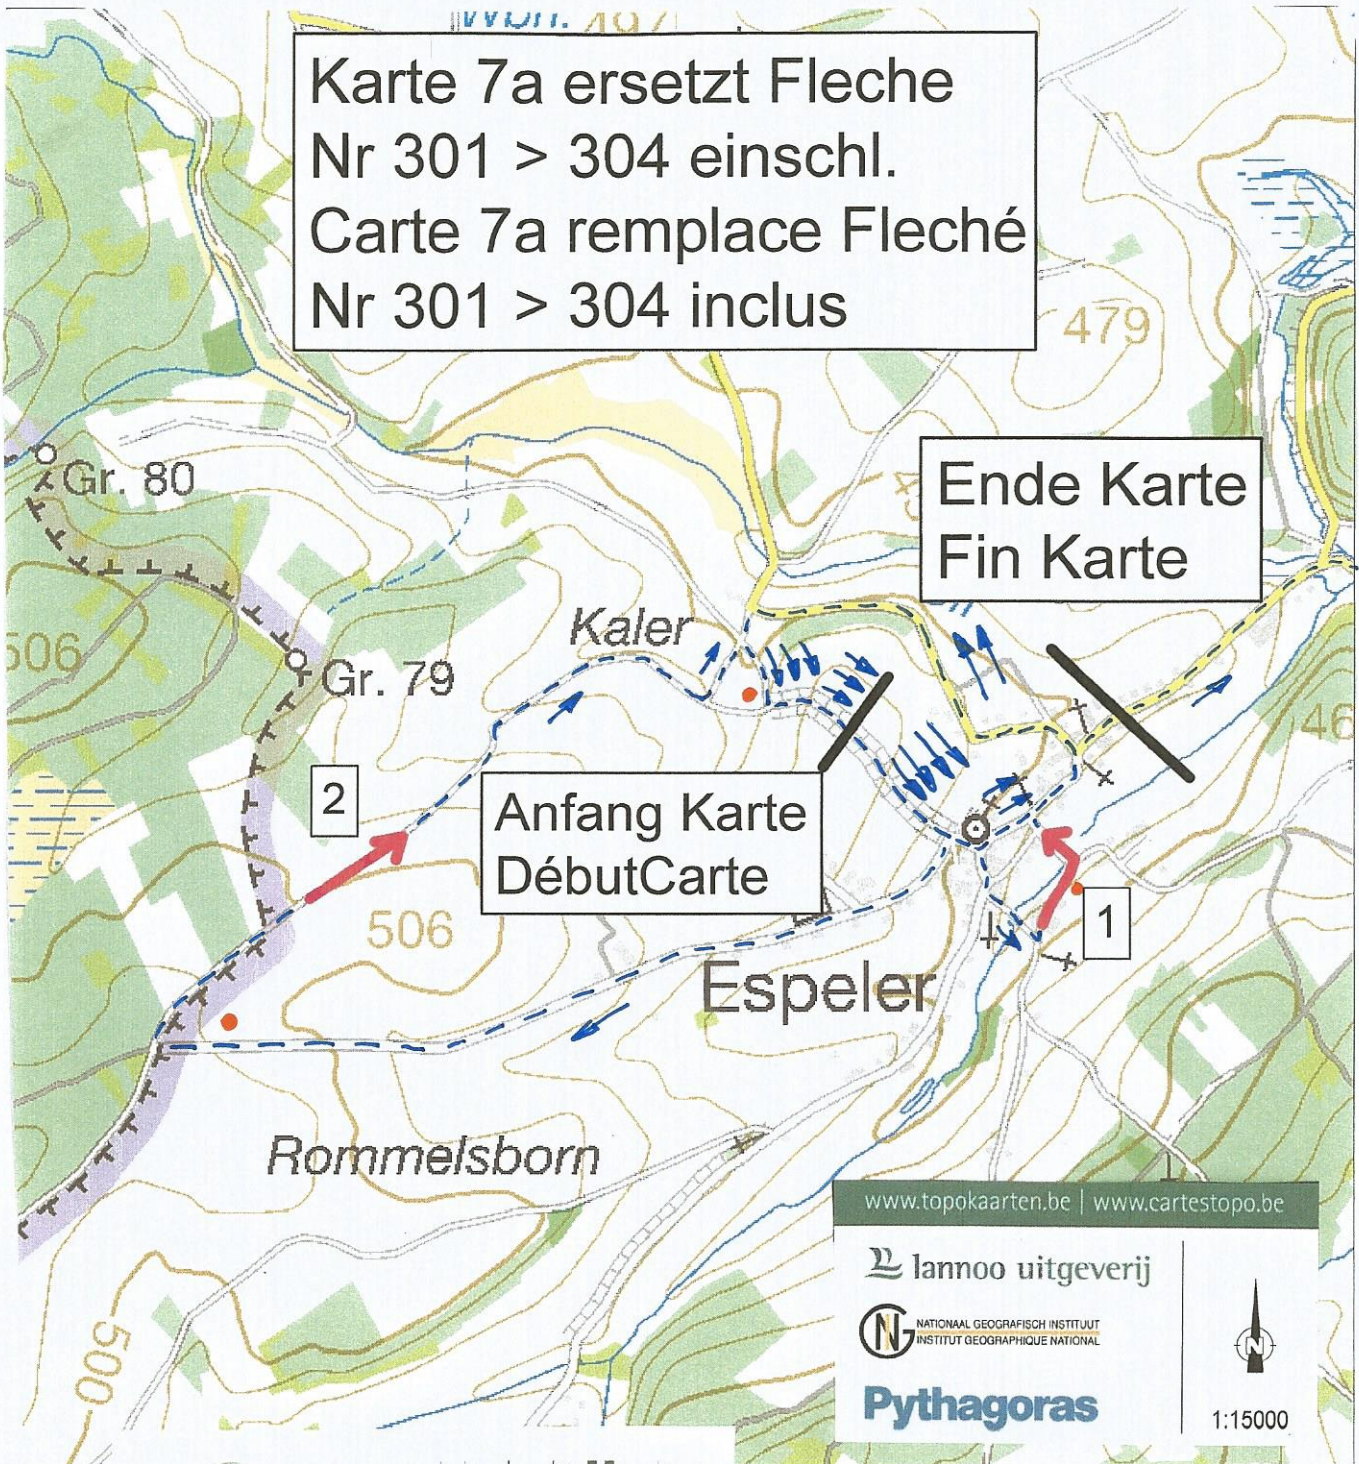 Karte 7a ersetzt Fleche
Nr 301 > 304 einschl.
Carte 7a remplace Fleché
Nr 301 > 304 inclus
479
Ende Karte
Fin Karte
Gr. 80
506
Kaler
Gr. 79
46
2
Anfang Karte
DébutCarte
506
1
Espeler
Rommelsborn
500
www.topokaarten.be | www.cartestopo.be
lannoo uitgeverij
NGI
NATIONAAL GEOGRAFISCH INSTITUUT
INSTITUT GEOGRAPHIQUE NATIONAL
Pythagoras
N
1:15000